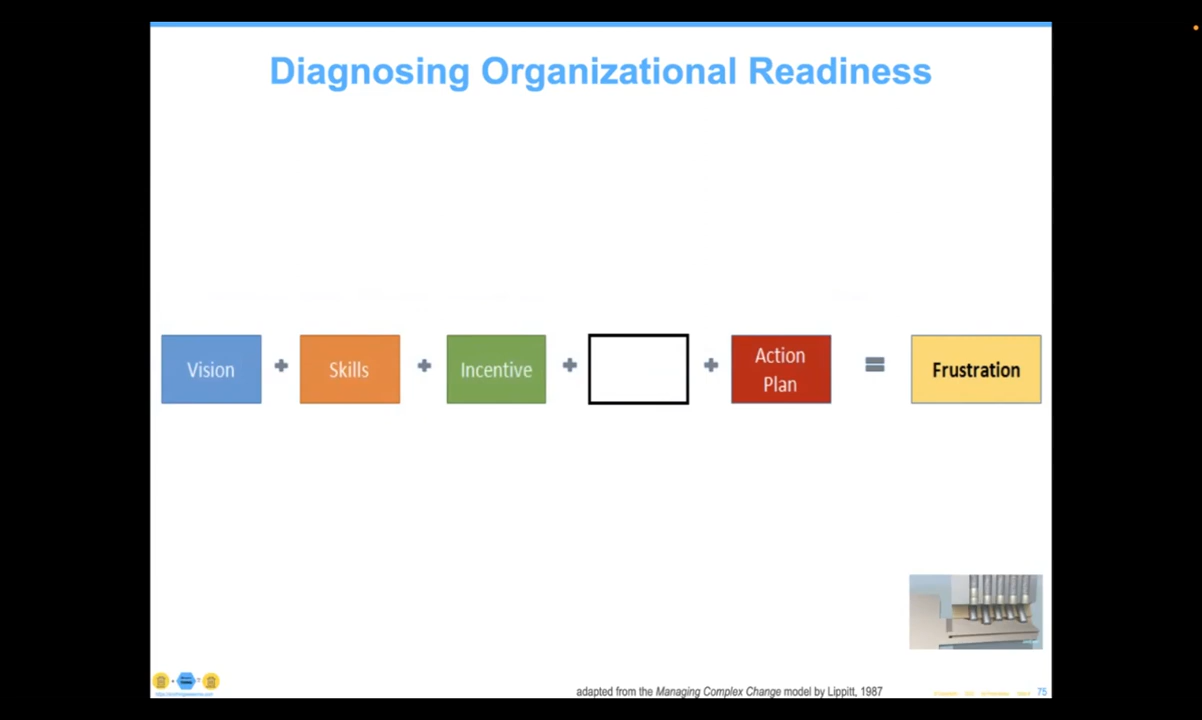 Diagnosing Organizational Readiness
Vision
Skills
Incentive
Action
Plan
Frustration
adapted from the Managing Complex Change model by Lippitt, 1987
75